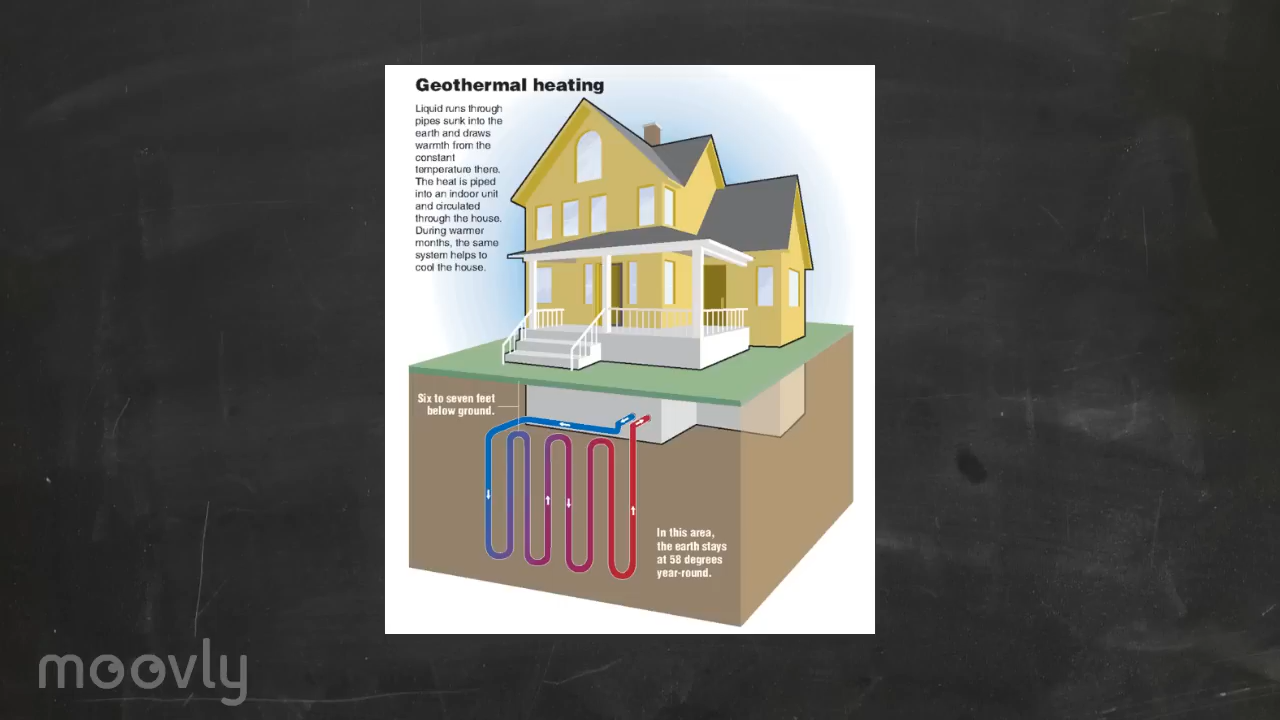 Geothermal heating
Liquid runs through
pipes sunk into the
earth and draws
warmth from the
constant
temperature there.
The heat is piped
into an indoor unit
and circulated
through the house.
During warmer
months, the same
system helps to
cool the house.
Six to seven feet
below ground.
In this area,
the earth stays
at 58 degrees
year-round.
moovly